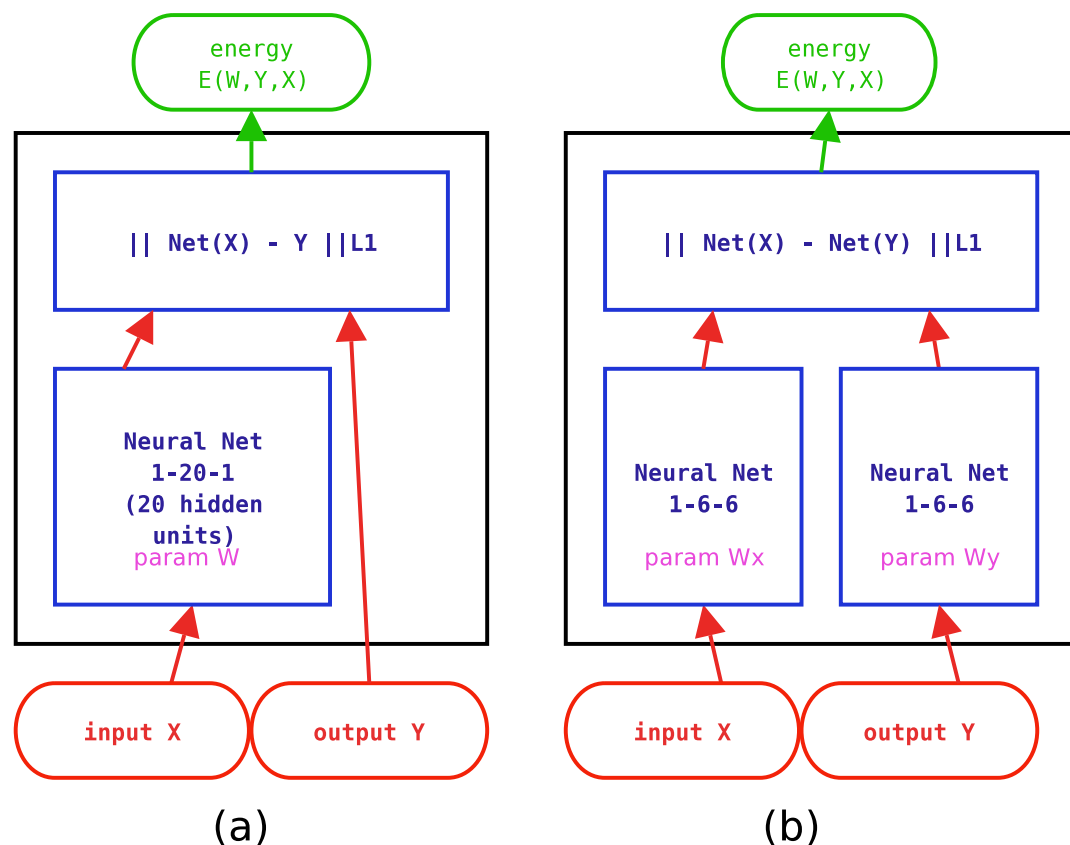 energy
E(W,Y,X)
|| Net(X) - Y ||L1
Neural Net
1-20-1
(20 hidden
units)
param W
input X
output Y
(a)
energy
E(W,Y,X)
|| Net(X) - Net(Y) ||L1
Neural Net
1-6-6
param Wx
Neural Net
1-6-6
param Wy
input X
output Y
(b)